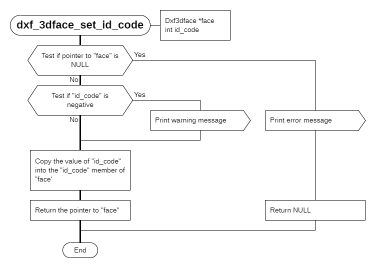 dxf_3dface_set_id_code
Dxf3dface *face
int id_code
Test if pointer to "face" is
NULL
Yes
No
Test if "id_code" is
negative
Yes
No
Print warning message
Print error message
Copy the value of "id_code"
into the "id_code" member of
"face'
Return the pointer to "face"
Return NULL
End